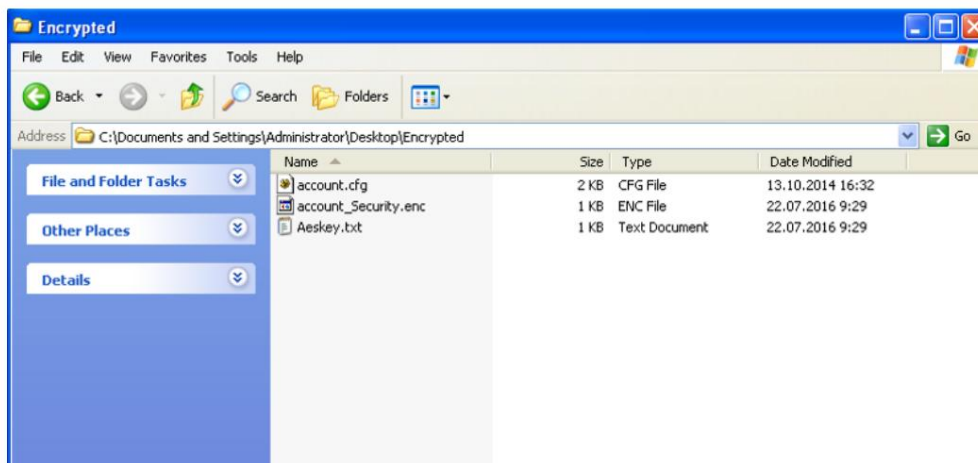 Encrypted
File Edit View Favorites Tools Help
Back Search Folders
Address C:\Documents and Settings\Administrator\Desktop\Encrypted Go
Name Size Type Date Modified
File and Folder Tasks
account.cfg 2 KB CFG File 13.10.2014 16:32
account_Security.enc 1 KB ENC File 22.07.2016 9:29
Aeskey.txt 1 KB Text Document 22.07.2016 9:29
Other Places
Details